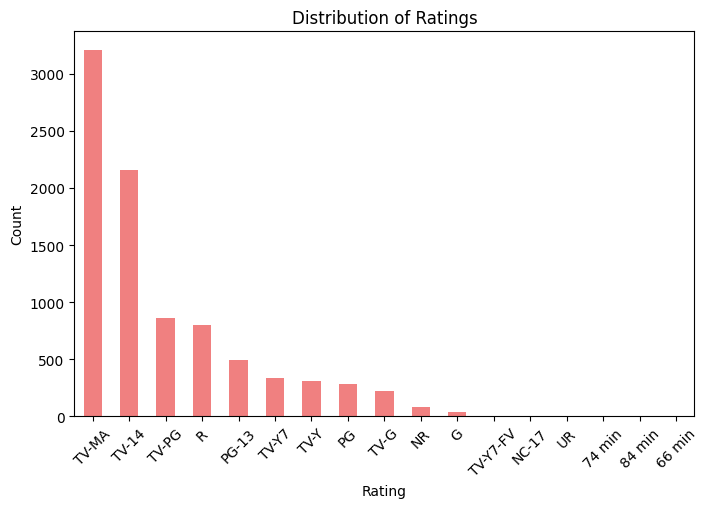 Distribution of Ratings
Count
3000
2500
2000
1500
1000
500
0
TV-MA
TV-14
TV-PG
R
PG-13
TV-Y7
TV-Y
PG
TV-G
NR
G
TV-Y7-FV
NC-17
UR
74 min
84 min
66 min
Rating